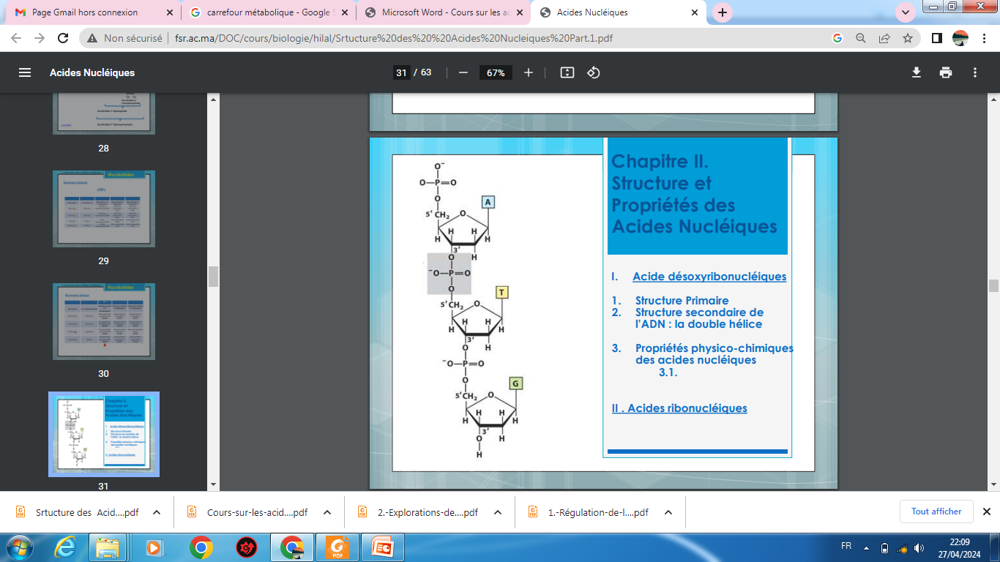 Page Gmail hors connexion
carrefour métabolique - Google S
Microsoft Word - Cours sur les ac
Acides Nucléiques
Non sécurisé
fsr.ac.ma/DOC/cours/biologie/hilal/Srtucture%20des%20%20Acides%20Nucleiques%20Part.1.pdf
Acides Nucléiques
31 / 63
67%
28
Nucléotides
Nomenclature
ARN
29
Nucléotides
Nomenclature
30
31
O⁻
O—P=O
O
A
5' CH₂
O
H H H H
3'
H
O
⁻O—P=O
O
T
5' CH₂
O
H H H H
3'
H
O
⁻O—P=O
O
G
5' CH₂
O
H H H H
3'
H
O
H
Chapitre II.
Structure et
Propriétés des
Acides Nucléiques
I. Acide désoxyribonucléiques
1. Structure Primaire
2. Structure secondaire de
l'ADN : la double hélice
3. Propriétés physico-chimiques
des acides nucléiques
3.1.
II . Acides ribonucléiques
Srtucture des Acid....pdf
Cours-sur-les-acid....pdf
2.-Explorations-de....pdf
1.-Régulation-de-l....pdf
Tout afficher
FR
22:09
27/04/2024